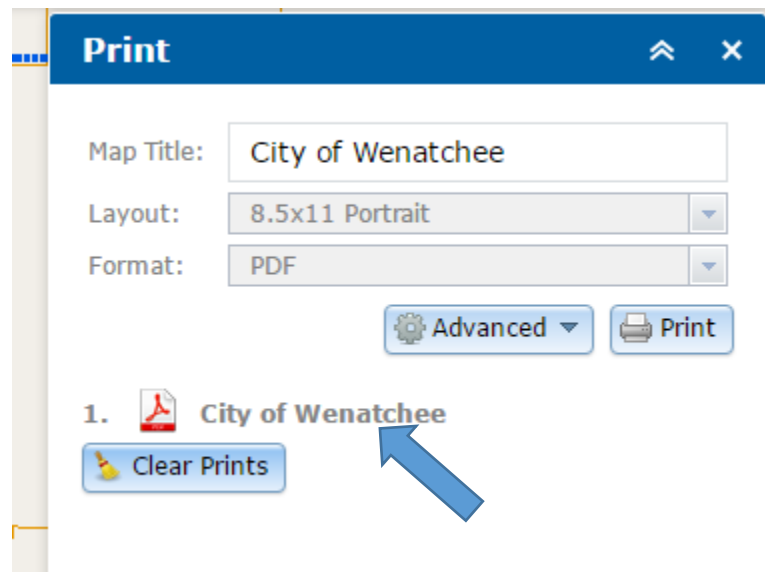 Print
Map Title: City of Wenatchee
Layout: 8.5x11 Portrait
Format: PDF
Advanced Print
1. City of Wenatchee
Clear Prints